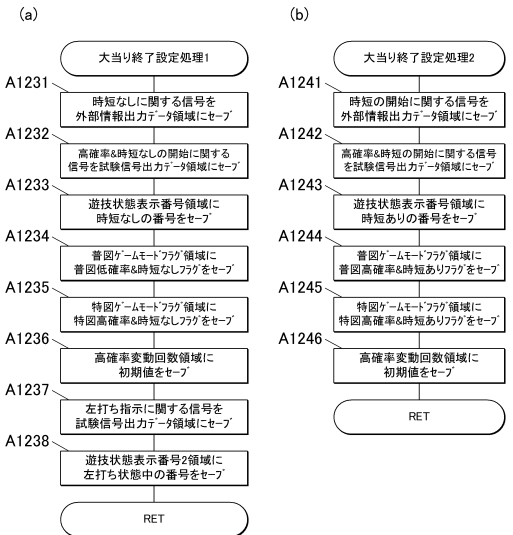 (a)
大当り終了設定処理1
A1231
時短なしに関する信号を
外部情報出力データ領域にセーブ
A1232
高確率&時短なしの開始に関する
信号を試験信号出力データ領域にセーブ
A1233
遊技状態表示番号領域に
時短なしの番号をセーブ
A1234
普図ゲームモードフラグ領域に
普図低確率&時短なしフラグをセーブ
A1235
特図ゲームモードフラグ領域に
特図高確率&時短なしフラグをセーブ
A1236
高確率変動回数領域に
初期値をセーブ
A1237
左打ち指示に関する信号を
試験信号出力データ領域にセーブ
A1238
遊技状態表示番号2領域に
左打ち状態中の番号をセーブ
RET
(b)
大当り終了設定処理2
A1241
時短の開始に関する信号を
外部情報出力データ領域にセーブ
A1242
高確率&時短の開始に関する信号
を試験信号出力データ領域にセーブ
A1243
遊技状態表示番号領域に
時短ありの番号をセーブ
A1244
普図ゲームモードフラグ領域に
普図高確率&時短ありフラグをセーブ
A1245
特図ゲームモードフラグ領域に
特図高確率&時短ありフラグをセーブ
A1246
高確率変動回数領域に
初期値をセーブ
RET